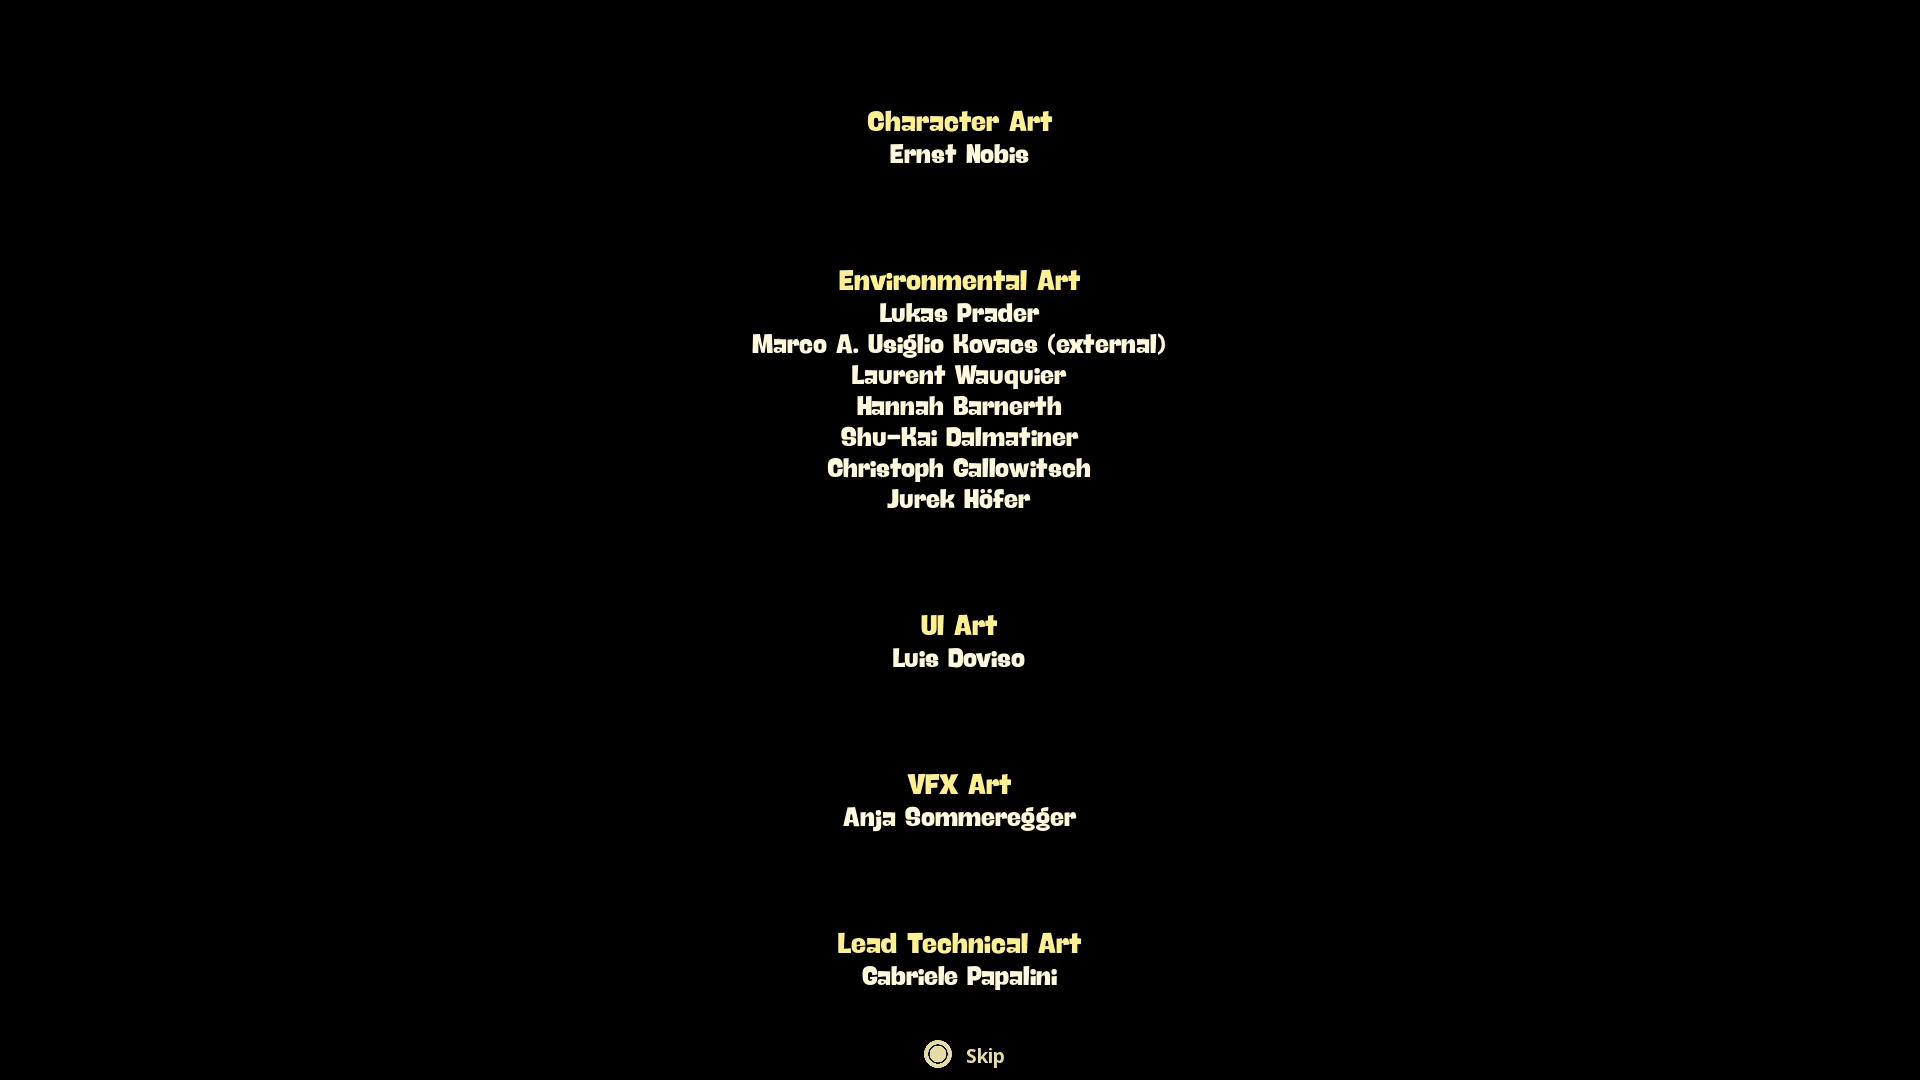 Character Art
Ernst Nobis
Environmental Art
Lukas Prader
Marco A. Usiglio Kovacs (external)
Laurent Wauquier
Hannah Barnerth
Shu-Kai Dalmatiner
Christoph Gallowitsch
Jurek Höfer
UI Art
Luis Doviso
VFX Art
Anja Sommeregger
Lead Technical Art
Gabriele Papalini
Skip